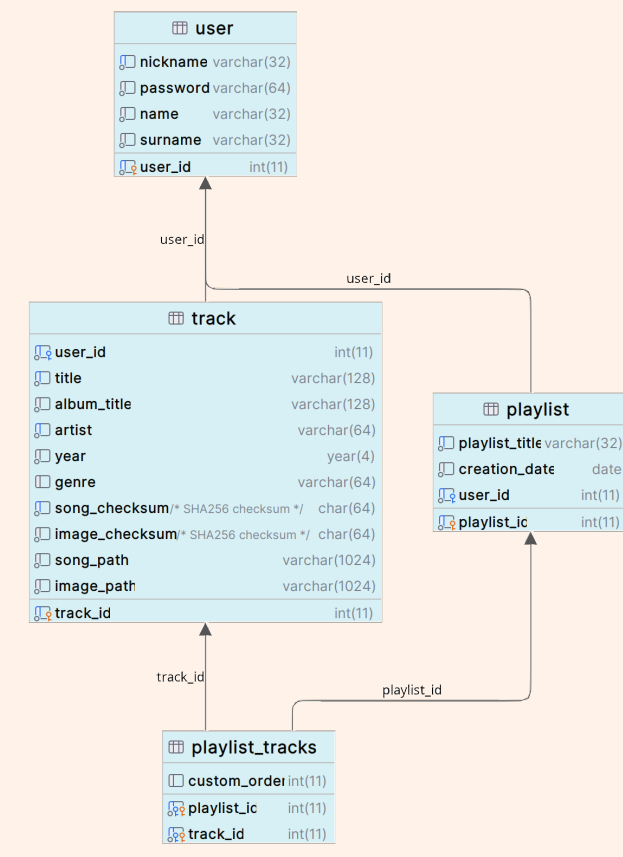 user
nickname varchar(32)
password varchar(64)
name varchar(32)
surname varchar(32)
user_id int(11)
user_id
user_id
track
user_id int(11)
title varchar(128)
album_title varchar(128)
artist varchar(64)
year year(4)
genre varchar(64)
song_checksum/* SHA256 checksum */ char(64)
image_checksum/* SHA256 checksum */ char(64)
song_path varchar(1024)
image_path varchar(1024)
track_id int(11)
playlist
playlist_title varchar(32)
creation_date date
user_id int(11)
playlist_id int(11)
track_id
playlist_id
playlist_tracks
custom_order int(11)
playlist_id int(11)
track_id int(11)